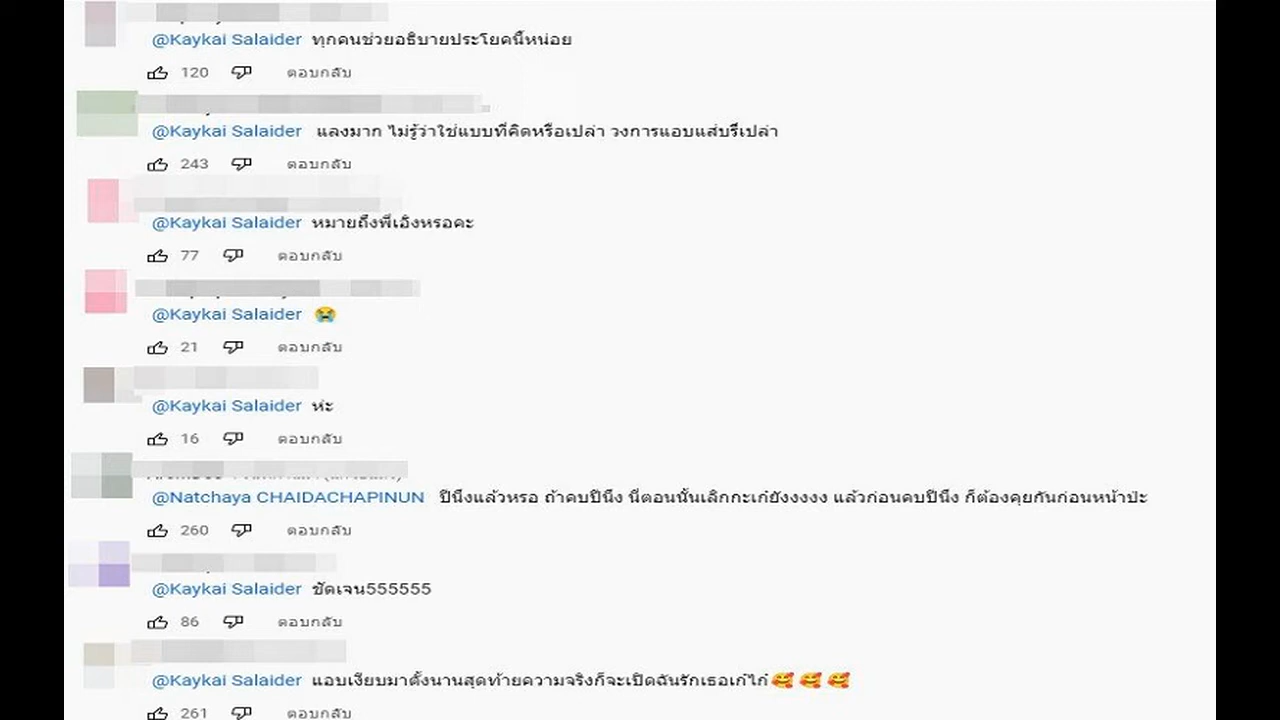 @Kaykai Salaider ทุกคนช่วยอธิบายประโยคนี้หน่อย
120 ตอบกลับ
@Kaykai Salaider แลงมาก ไม่รู้ว่าใช่แบบที่คิดหรือเปล่า วงการแอบแส่บรึเปล่า
243 ตอบกลับ
@Kaykai Salaider หมายถึงพี่เอิงหรอคะ
77 ตอบกลับ
@Kaykai Salaider 😭
21 ตอบกลับ
@Kaykai Salaider ห่ะ
16 ตอบกลับ
@Natchaya CHAIDACHAPINUN ปีนึงแล้วหรอ ถ้าคบปีนึง นี่ตอนนั้นเลิกกะเก๋ยังงงงง แล้วก่อนคบปีนึง ก็ต้องคุยกันก่อนหน้าป่ะ
260 ตอบกลับ
@Kaykai Salaider ชัดเจน555555
86 ตอบกลับ
@Kaykai Salaider แอบเงียบมาตั้งนานสุดท้ายความจริงก็จะเปิดฉันรักเธอเก๋ไก๋🥰 🥰 🥰
261 ตอบกลับ